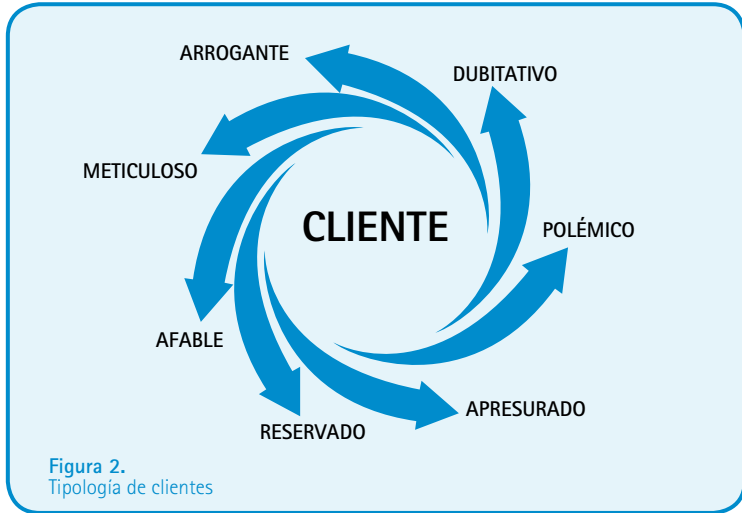 ARROGANTE
DUBITATIVO
METICULOSO
CLIENTE
POLÉMICO
AFABLE
APRESURADO
RESERVADO
Figura 2.
Tipología de clientes